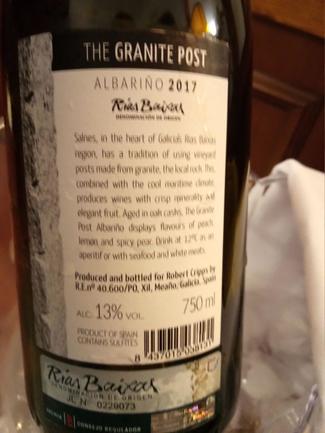 THE GRANITE POST
ALBARIÑO 2017
Rías Baixas
DENOMINACIÓN DE ORIGEN
Salnes, in the heart of Galicia's Rias Baixas
region, has a tradition of using vineyard
posts made from granite, the local rock. This,
combined with the cool maritime climate,
produces wines with crisp minerality and
elegant fruit. Aged in oak casks, The Granite
Post Albariño displays flavours of peach,
lemon and spicy pear. Drink at 12ºC as an
aperitif or with seafood and white meats.
Produced and bottled for Robert Cripps by
R.E.nº 40.600/PO, Xil, Meaño, Galicia, Spain
ALC. 13% VOL.
750 ml
PRODUCT OF SPAIN
CONTAINS SULFITES
8 437015 038131
Rías Baixas
DENOMINACIÓN DE ORIGEN
JL Nº 0229073
CONSEJO REGULADOR